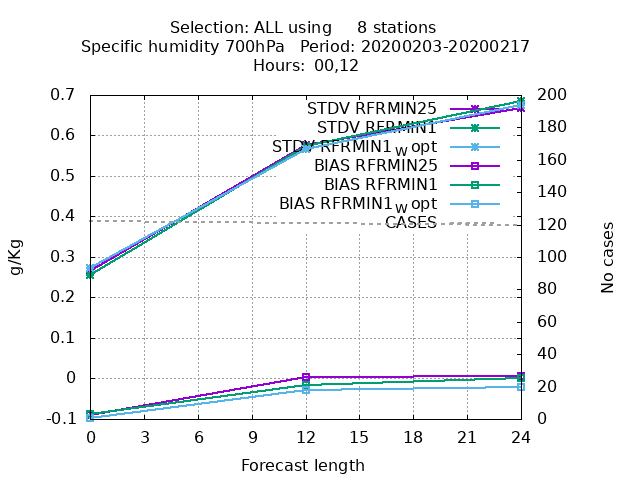 Selection: ALL using     8 stations
Specific humidity 700hPa   Period: 20200203-20200217
Hours: 00,12
0.7
0.6
0.5
0.4
0.3
0.2
0.1
0
-0.1
g/Kg
STDV RFRMIN25
STDV RFRMIN1
STDV RFRMIN1w opt
BIAS RFRMIN25
BIAS RFRMIN1
BIAS RFRMIN1w opt
CASES
200
180
160
140
120
100
80
60
40
20
0
No cases
0 3 6 9 12 15 18 21 24
Forecast length